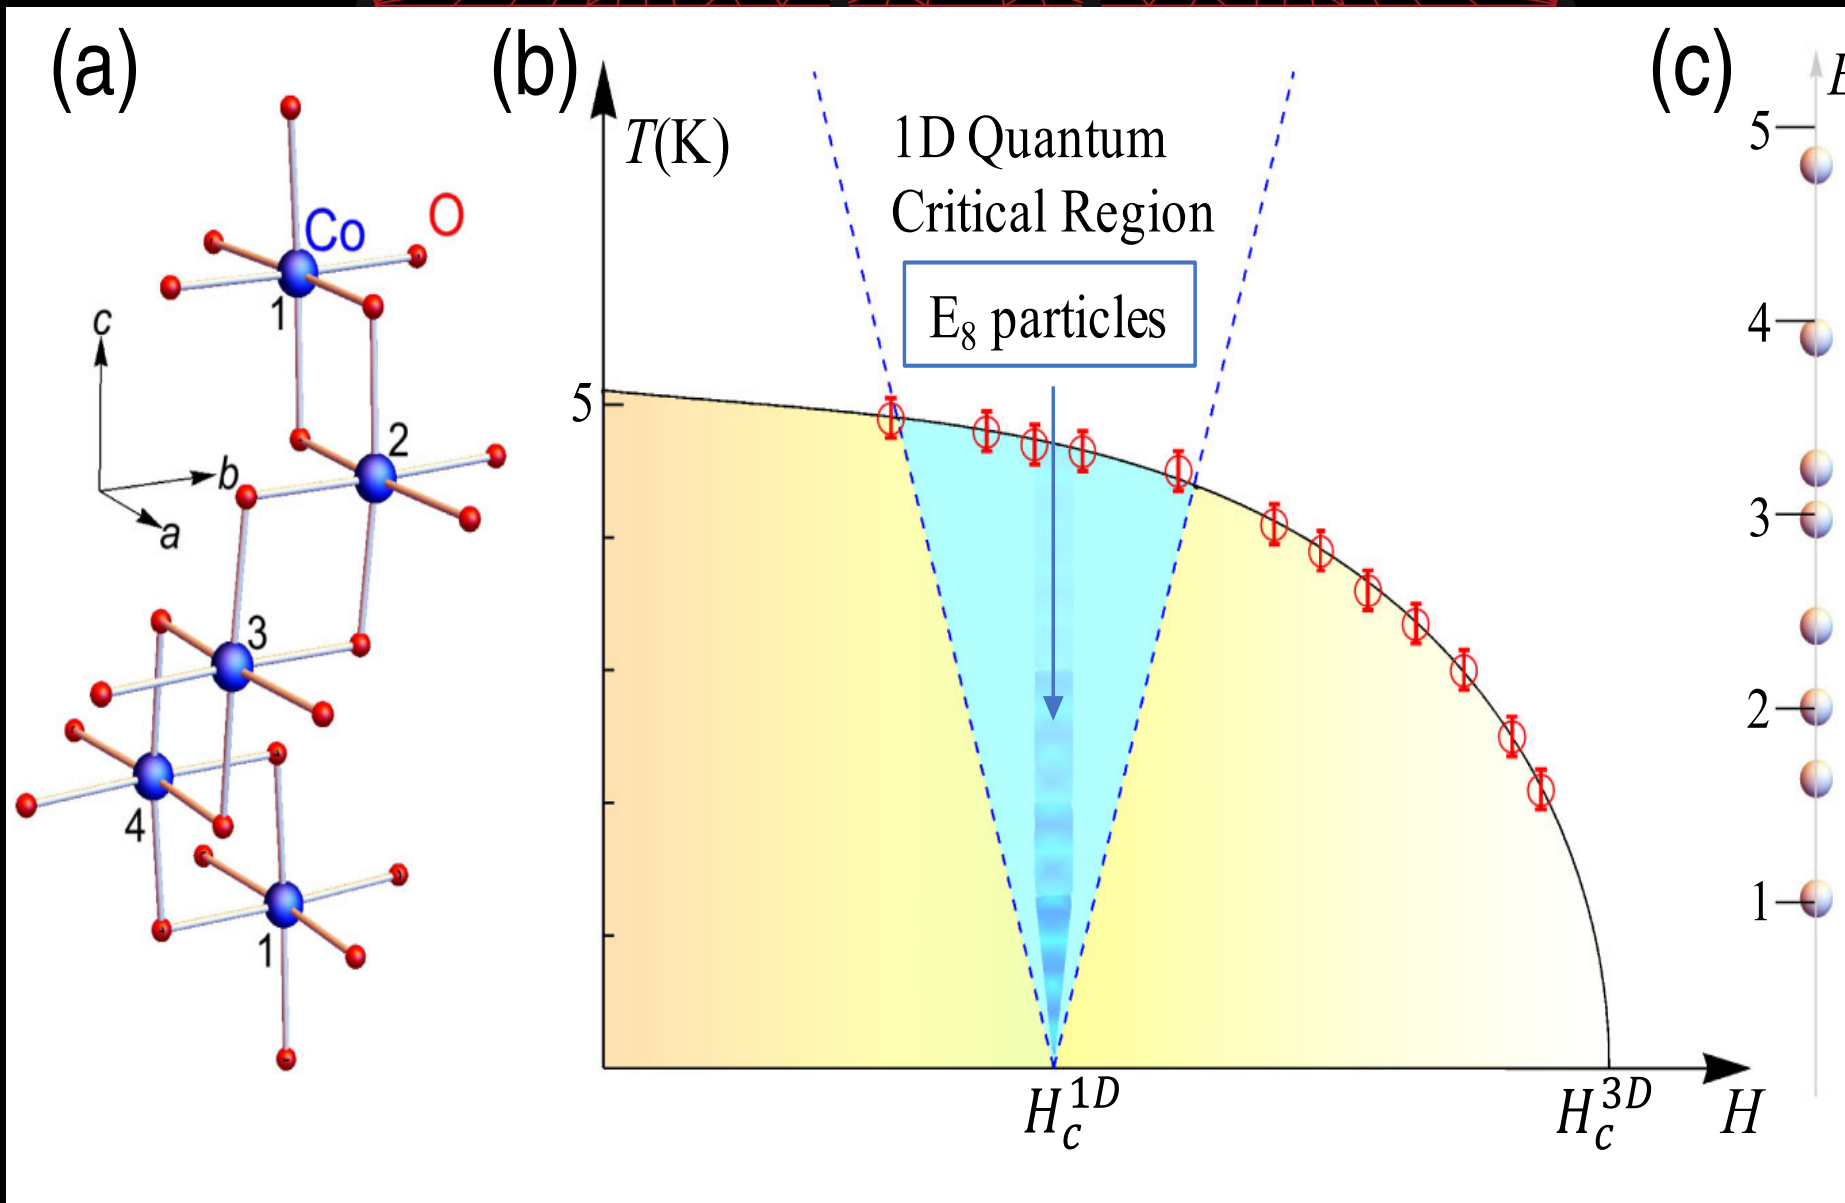 (a)
Co
O
1
c
b
a
2
3
4
1
(b)
T(K)
1D Quantum
Critical Region
E₈ particles
5
H_c^{1D}
H_c^{3D}
H
(c)
5
4
3
2
1